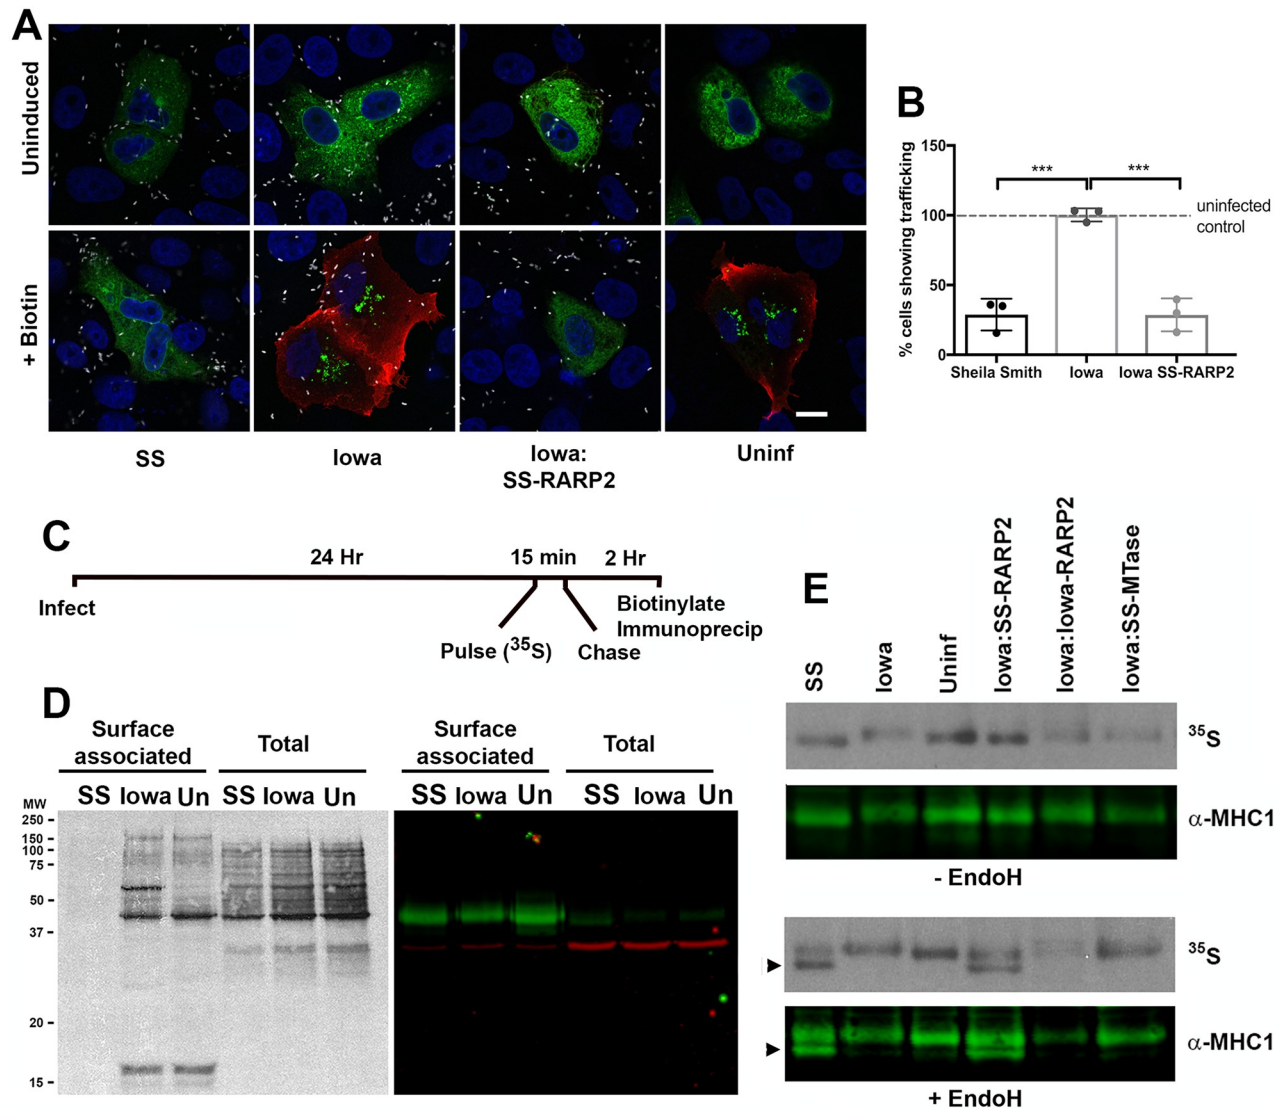 A
Uninduced
+ Biotin
SS
Iowa
Iowa:
SS-RARP2
Uninf
B
% cells showing trafficking
150
100
50
0
***
***
uninfected
control
Sheila Smith
Iowa
Iowa SS-RARP2
C
24 Hr
15 min
2 Hr
Infect
Pulse (³⁵S)
Chase
Biotinylate
Immunoprecip
D
Surface
associated
Total
Surface
associated
Total
SS Iowa Un SS Iowa Un
SS Iowa Un SS Iowa Un
MW
250
150
100
75
50
37
20
15
E
SS
Iowa
Uninf
Iowa:SS-RARP2
Iowa:Iowa-RARP2
Iowa:SS-MTase
³⁵S
α-MHC1
- EndoH
³⁵S
α-MHC1
+ EndoH